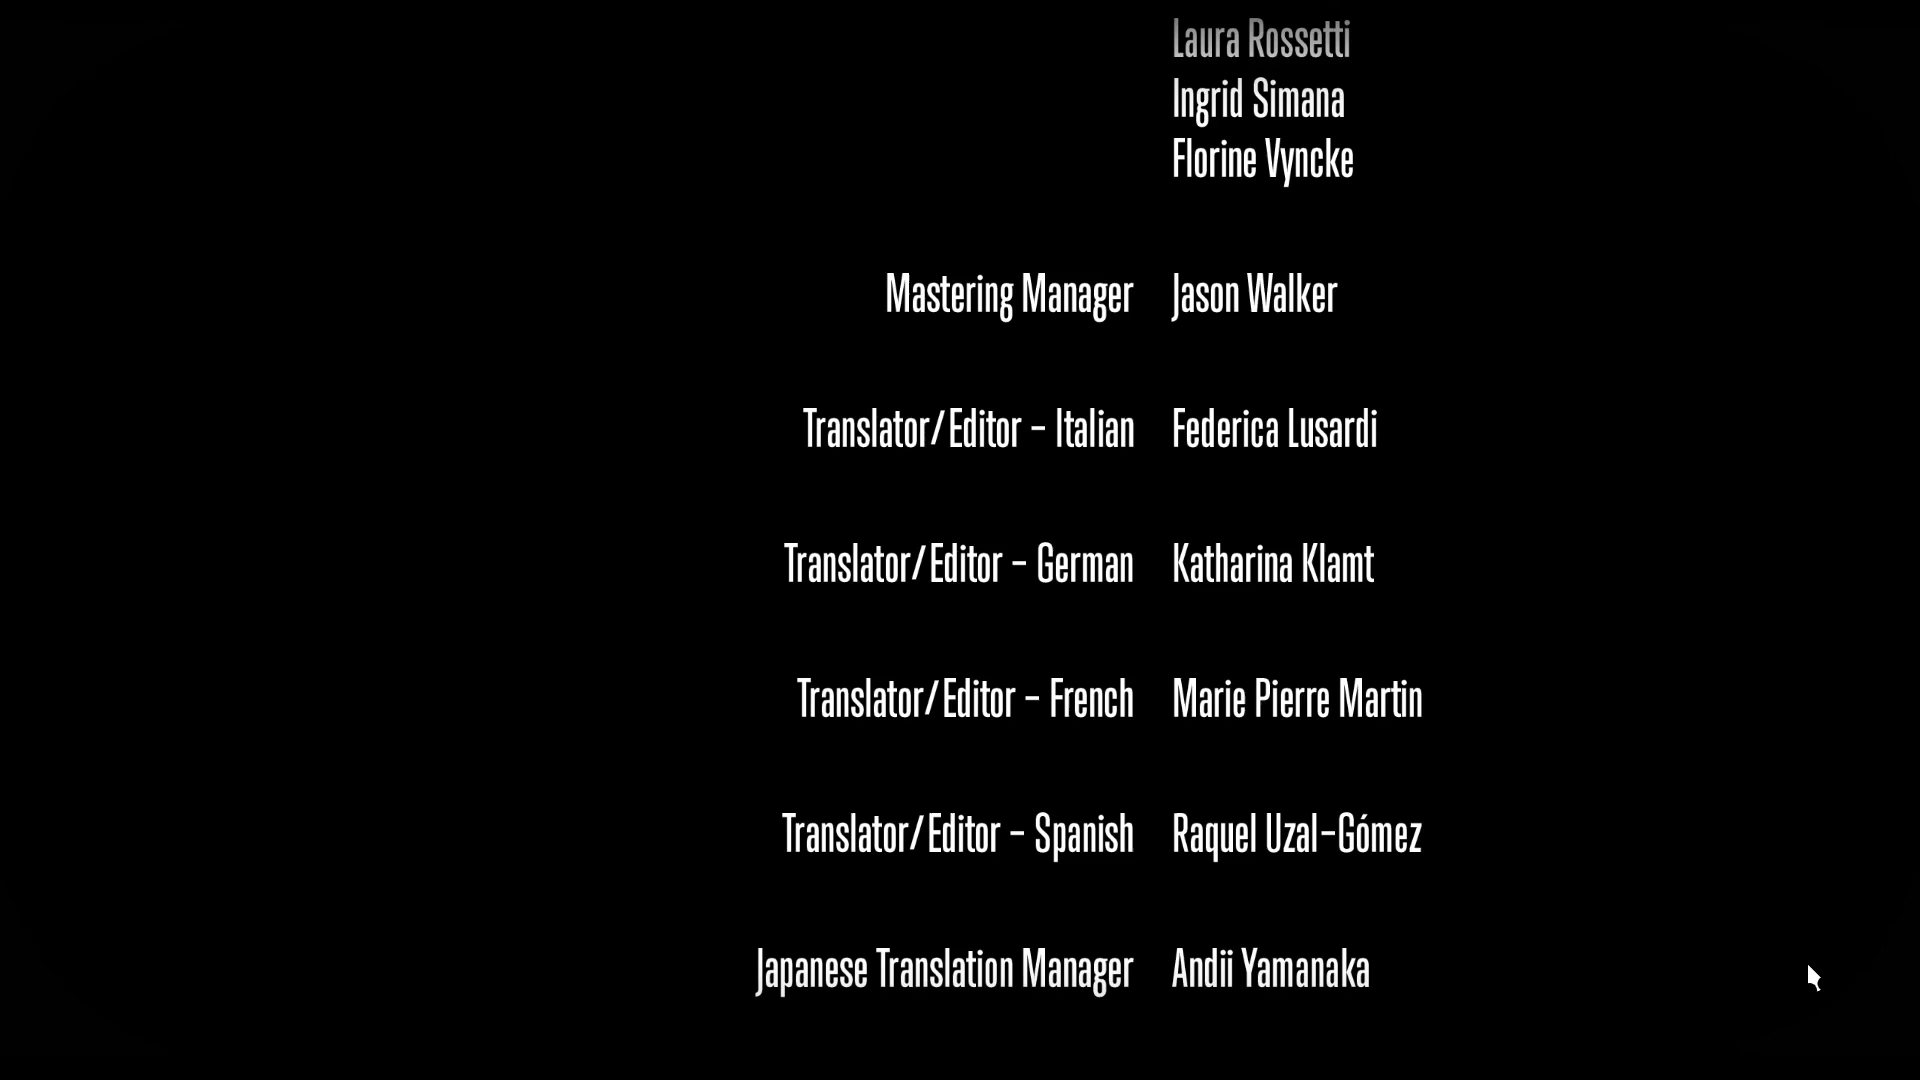 Laura Rossetti
Ingrid Simana
Florine Vyncke
Mastering Manager Jason Walker
Translator/Editor - Italian Federica Lusardi
Translator/Editor - German Katharina Klamt
Translator/Editor - French Marie Pierre Martin
Translator/Editor - Spanish Raquel Uzal-Gómez
Japanese Translation Manager Andii Yamanaka